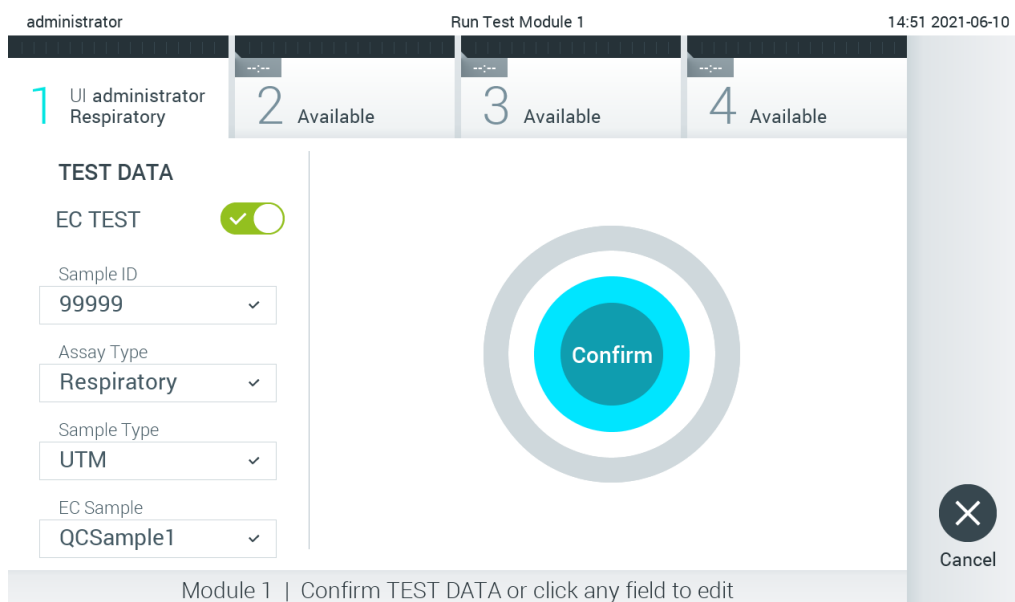 administrator
Run Test Module 1
14:51 2021-06-10
1
UI administrator
Respiratory
--:--
2
Available
--:--
3
Available
--:--
4
Available
TEST DATA
EC TEST
Sample ID
99999
Assay Type
Respiratory
Sample Type
UTM
EC Sample
QCSample1
Confirm
Cancel
Module 1 | Confirm TEST DATA or click any field to edit